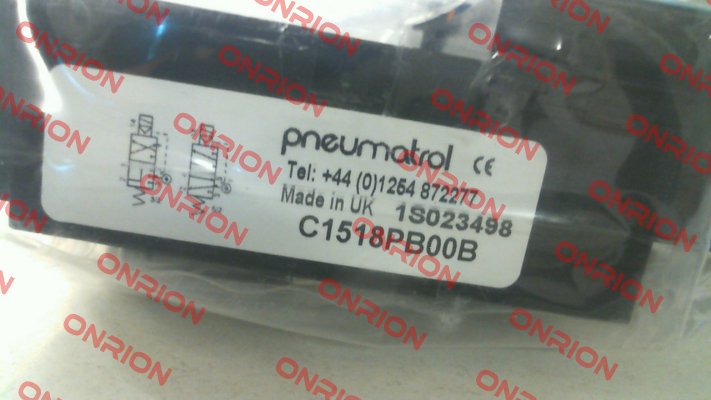 pneumatrol CE
Tel: +44 (0)1254 872277
Made in UK 1S023498
C1518PB00B
ONRION